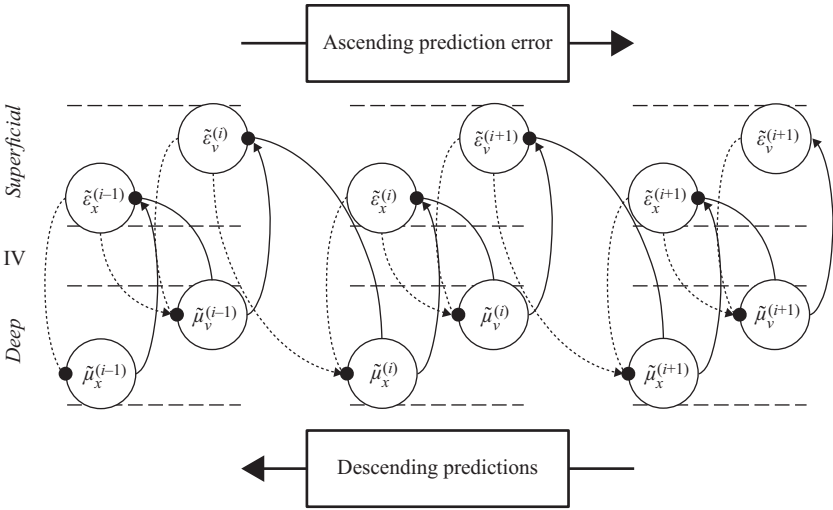 Ascending prediction error
Superficial
IV
Deep
ε̃_v^(i)
ε̃_v^(i+1)
ε̃_v^(i+1)
ε̃_x^(i–1)
ε̃_x^(i)
ε̃_x^(i+1)
μ̃_v^(i–1)
μ̃_v^(i)
μ̃_v^(i+1)
μ̃_x^(i–1)
μ̃_x^(i)
μ̃_x^(i+1)
Descending predictions